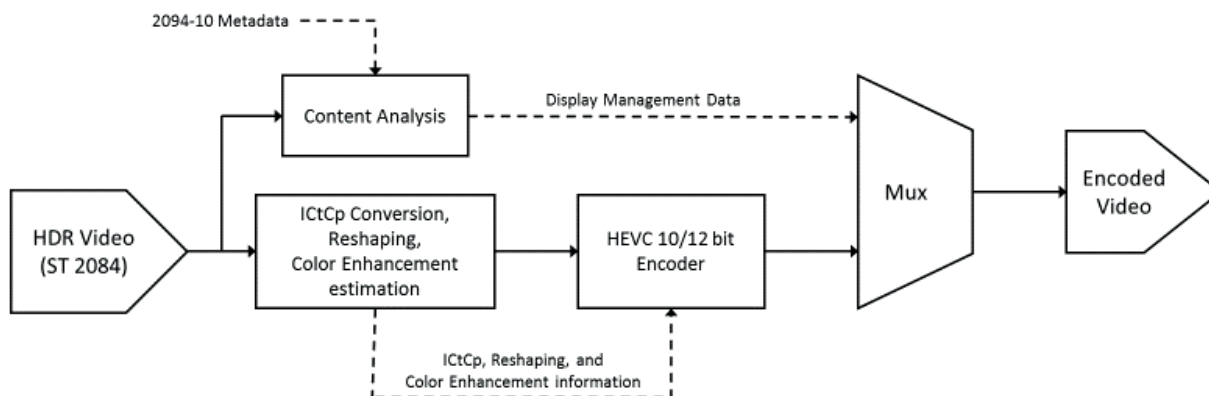 2094-10 Metadata
Content Analysis
Display Management Data
HDR Video
(ST 2084)
ICtCp Conversion,
Reshaping,
Color Enhancement
estimation
HEVC 10/12 bit
Encoder
Mux
Encoded
Video
ICtCp, Reshaping, and
Color Enhancement information